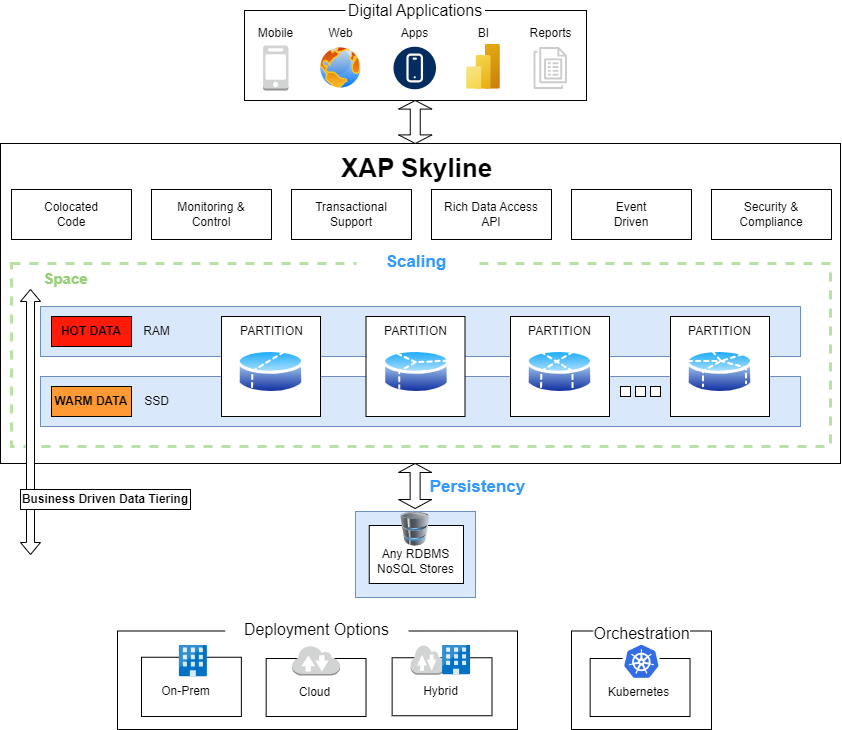 Digital Applications
Mobile
Web
Apps
BI
Reports
XAP Skyline
Colocated
Code
Monitoring &
Control
Transactional
Support
Rich Data Access
API
Event
Driven
Security &
Compliance
Scaling
Space
HOT DATA
RAM
PARTITION
PARTITION
PARTITION
PARTITION
WARM DATA
SSD
Business Driven Data Tiering
Persistency
Any RDBMS
NoSQL Stores
Deployment Options
On-Prem
Cloud
Hybrid
Orchestration
Kubernetes